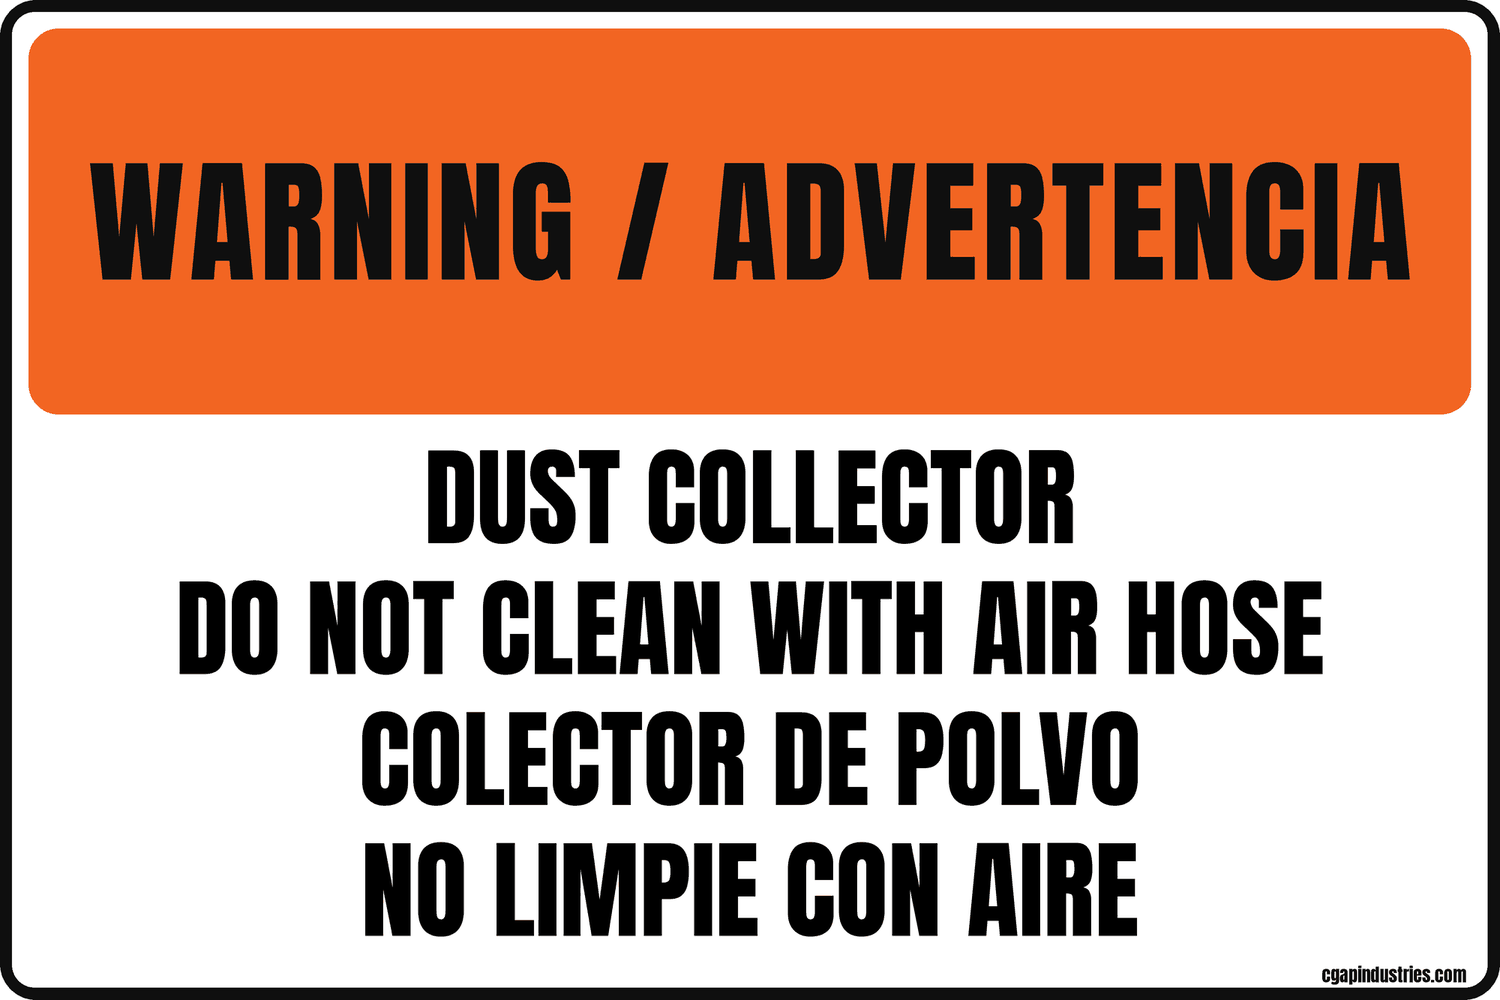 WARNING / ADVERTENCIA
DUST COLLECTOR
DO NOT CLEAN WITH AIR HOSE
COLECTOR DE POLVO
NO LIMPIE CON AIRE
cgapindustries.com